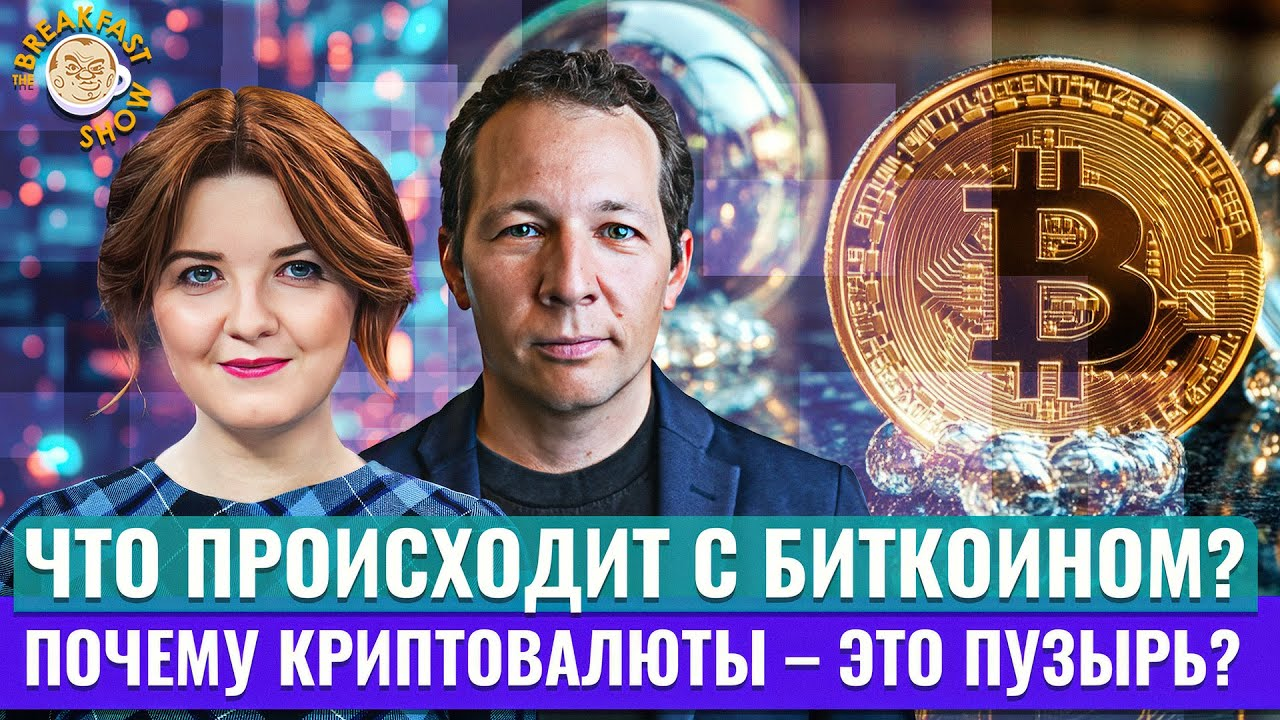 THE BREAKFAST
SHOW
ЧТО ПРОИСХОДИТ С БИТКОИНОМ?
ПОЧЕМУ КРИПТОВАЛЮТЫ – ЭТО ПУЗЫРЬ?